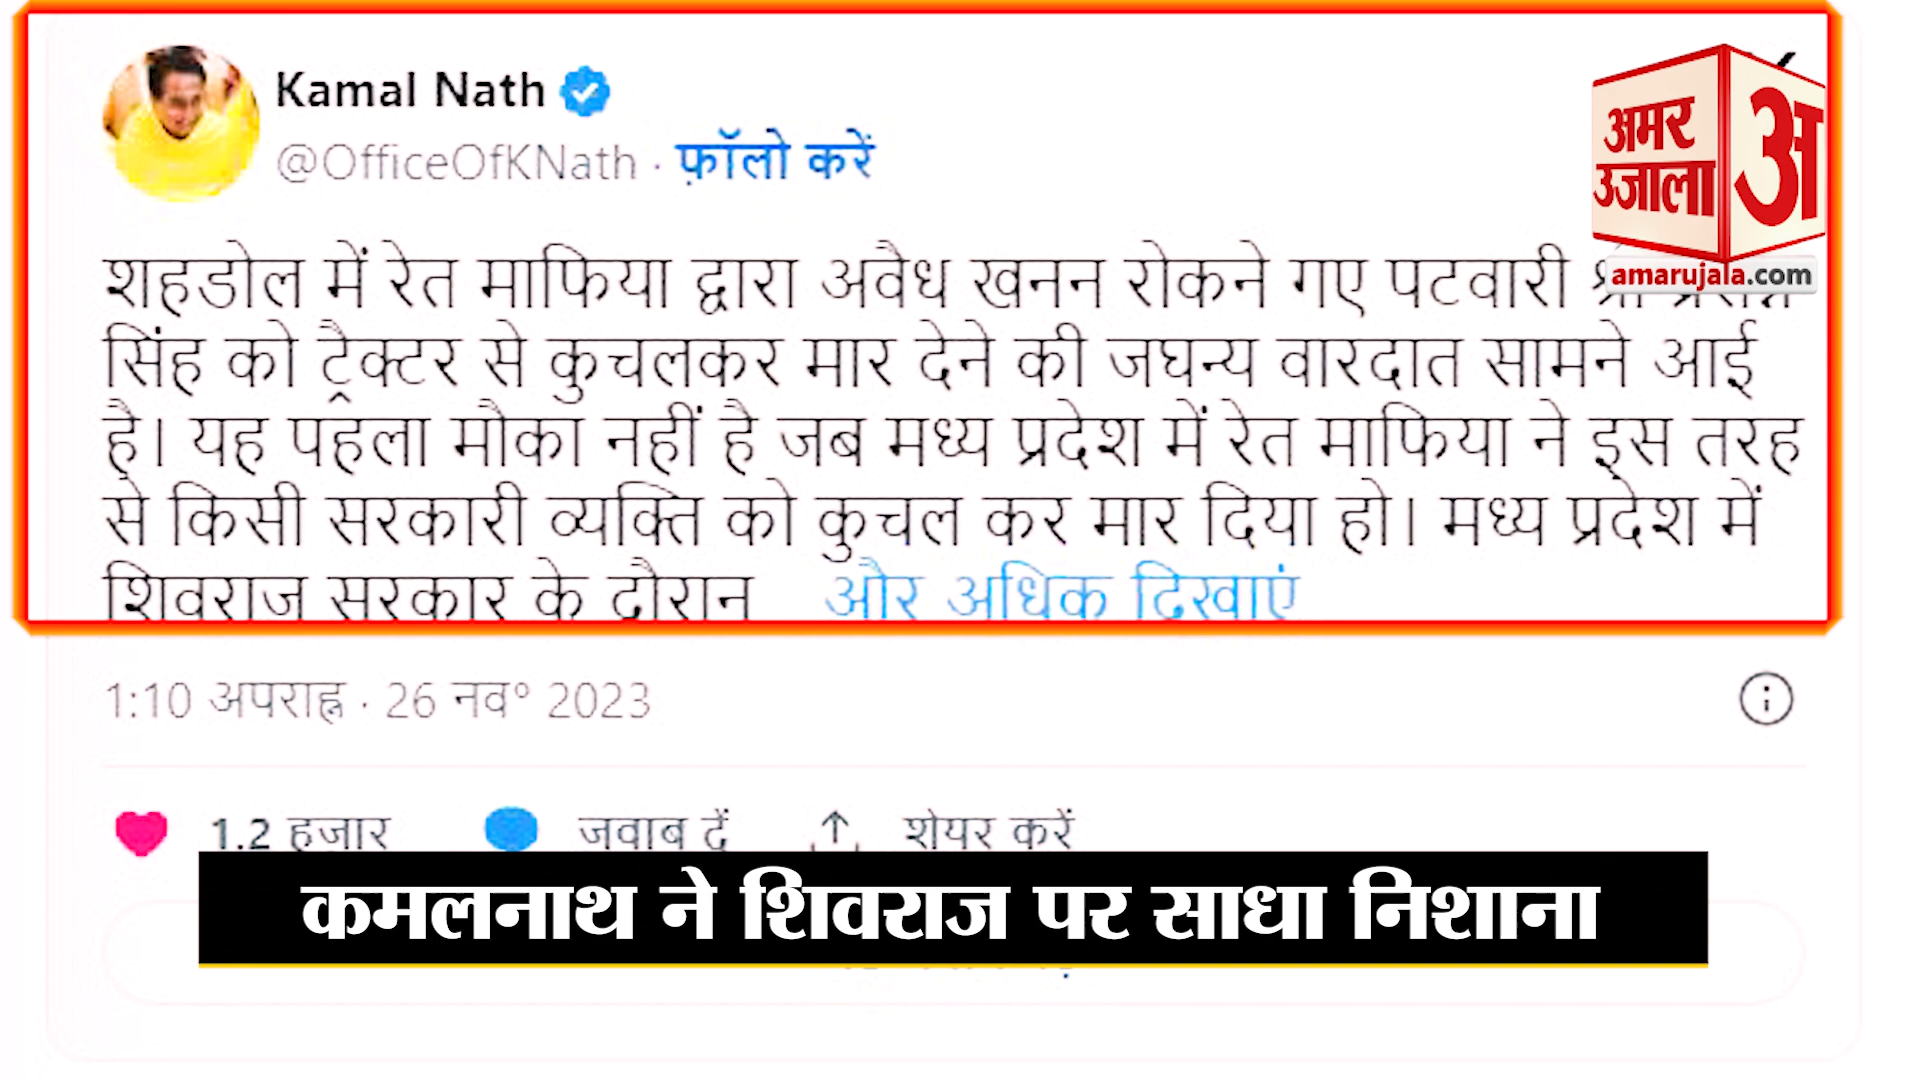 Kamal Nath
@OfficeOfKNath · फ़ॉलो करें
अमर
उजाला
अ
amarujala.com
शहडोल में रेत माफिया द्वारा अवैध खनन रोकने गए पटवारी
सिंह को ट्रैक्टर से कुचलकर मार देने की जघन्य वारदात सामने आई
है। यह पहला मौका नहीं है जब मध्य प्रदेश में रेत माफिया ने इस तरह
से किसी सरकारी व्यक्ति को कुचल कर मार दिया हो। मध्य प्रदेश में
शिवराज सरकार के दौरान और अधिक दिखाएं
1:10 अपराह्न · 26 नव॰ 2023
1.2 हजार जवाब दें शेयर करें
कमलनाथ ने शिवराज पर साधा निशाना